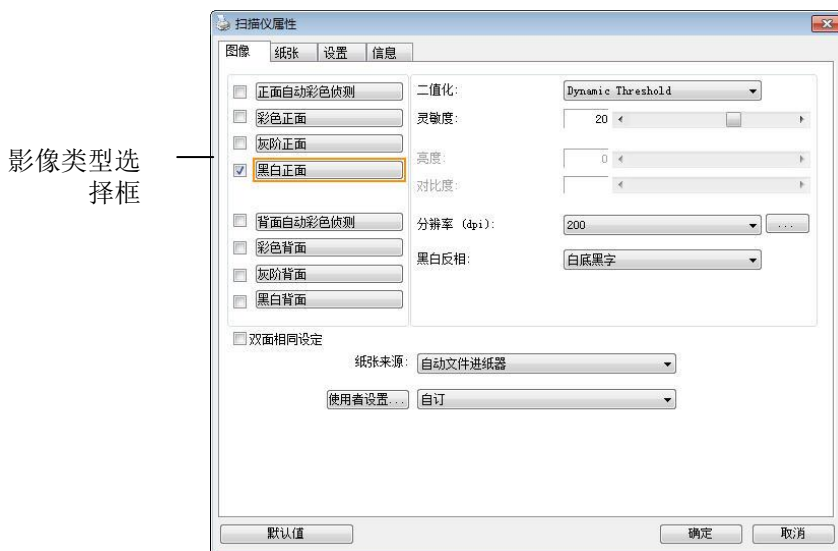 扫描仪属性
图像 纸张 设置 信息
影像类型选
择框
正面自动彩色侦测
彩色正面
灰阶正面
黑白正面
背面自动彩色侦测
彩色背面
灰阶背面
黑白背面
二值化: Dynamic Threshold
灵敏度: 20
亮度: 0
对比度:
分辨率 (dpi): 200 ...
黑白反相: 白底黑字
双面相同设定
纸张来源: 自动文件进纸器
使用者设置... 自订
默认值 确定 取消